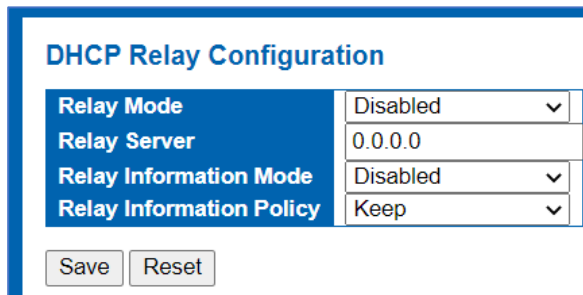 DHCP Relay Configuration
Relay Mode Disabled
Relay Server 0.0.0.0
Relay Information Mode Disabled
Relay Information Policy Keep
Save Reset